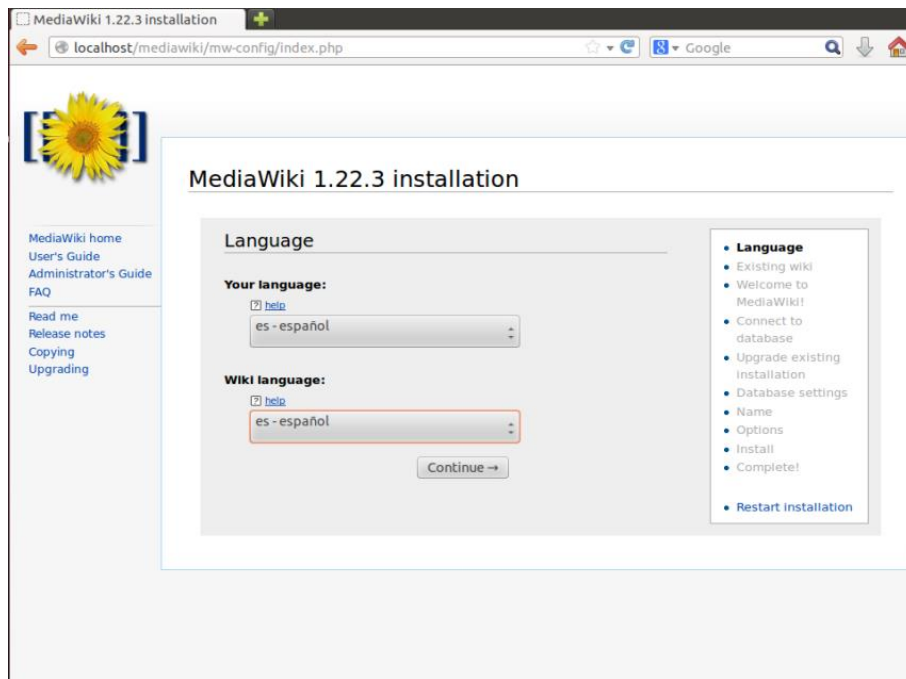 MediaWiki 1.22.3 installation
localhost/mediawiki/mw-config/index.php
Google
MediaWiki home
User's Guide
Administrator's Guide
FAQ
Read me
Release notes
Copying
Upgrading
MediaWiki 1.22.3 installation
Language
Your language:
? help
es - español
Wiki language:
? help
es - español
Continue →
Language
Existing wiki
Welcome to
MediaWiki!
Connect to
database
Upgrade existing
installation
Database settings
Name
Options
Install
Complete!
Restart installation